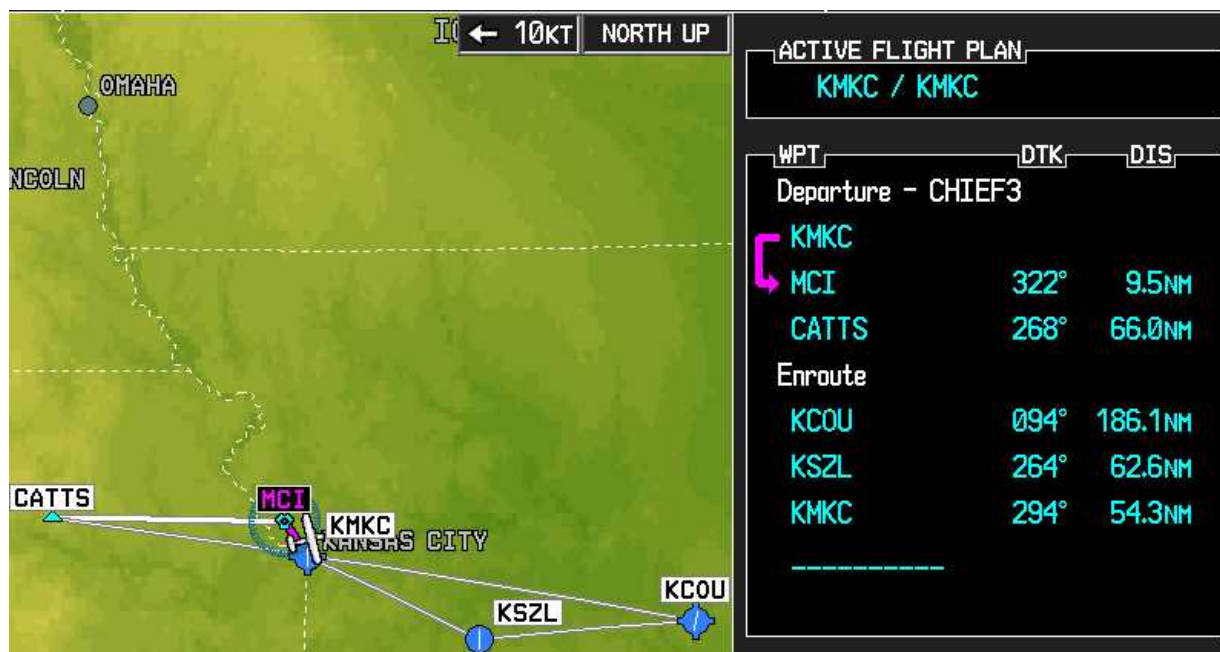 IO
← 10KT
NORTH UP
OMAHA
NCOLN
CATTS
MCI
KMKC
KANSAS CITY
KSZL
KCOU
ACTIVE FLIGHT PLAN
KMKC / KMKC
WPT DTK DIS
Departure - CHIEF3
KMKC
MCI 322° 9.5NM
CATTS 268° 66.0NM
Enroute
KCOU 094° 186.1NM
KSZL 264° 62.6NM
KMKC 294° 54.3NM
__________